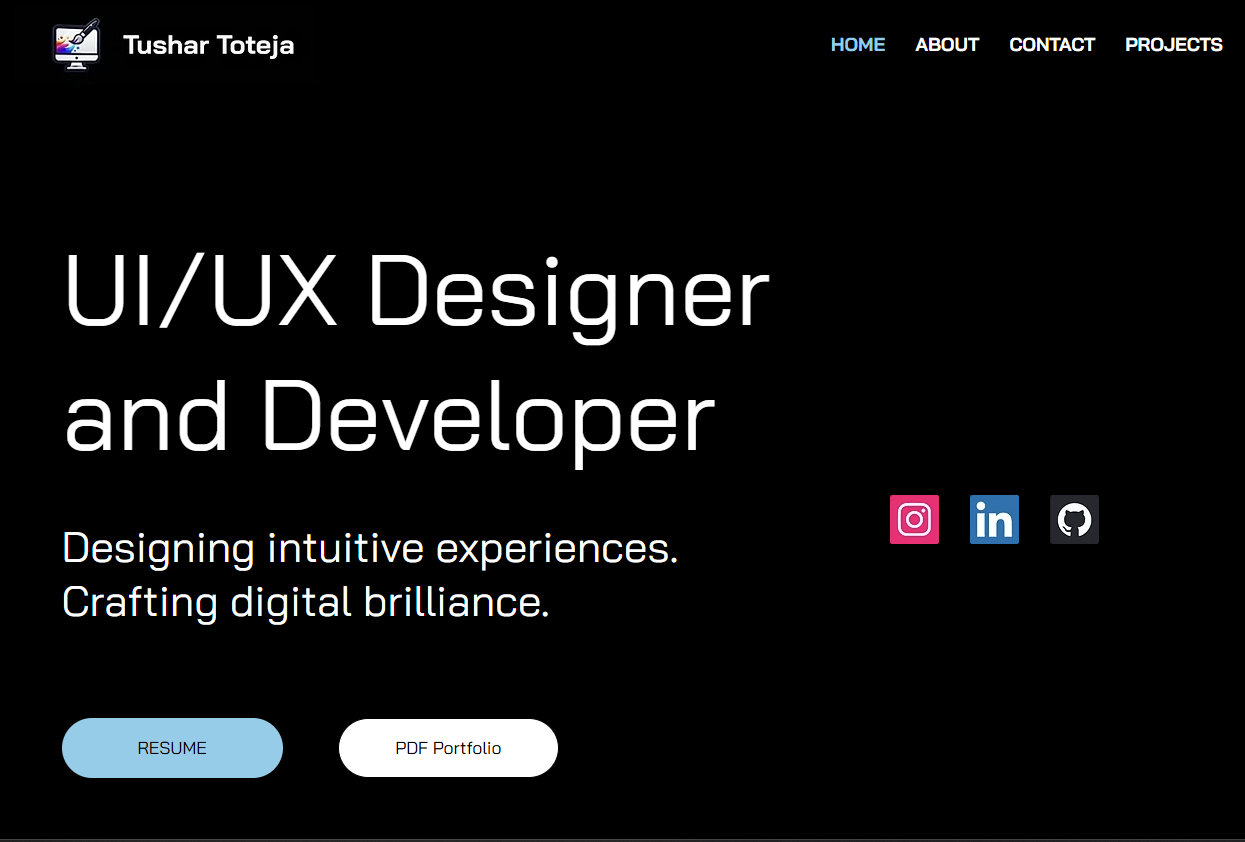 Tushar Toteja
HOME ABOUT CONTACT PROJECTS
UI/UX Designer
and Developer
Designing intuitive experiences.
Crafting digital brilliance.
in
RESUME PDF Portfolio